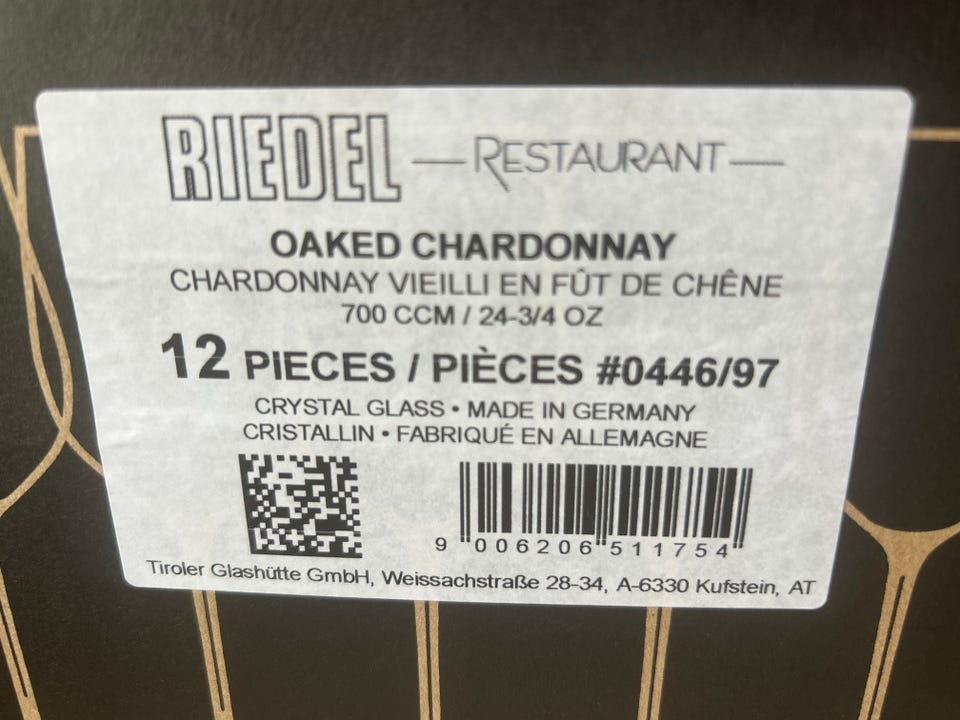 RIEDEL — RESTAURANT —
OAKED CHARDONNAY
CHARDONNAY VIEILLI EN FÛT DE CHÊNE
700 CCM / 24-3/4 OZ
12 PIECES / PIÈCES #0446/97
CRYSTAL GLASS • MADE IN GERMANY
CRISTALLIN • FABRIQUÉ EN ALLEMAGNE
9 006206 511754
Tiroler Glashütte GmbH, Weissachstraße 28-34, A-6330 Kufstein, AT